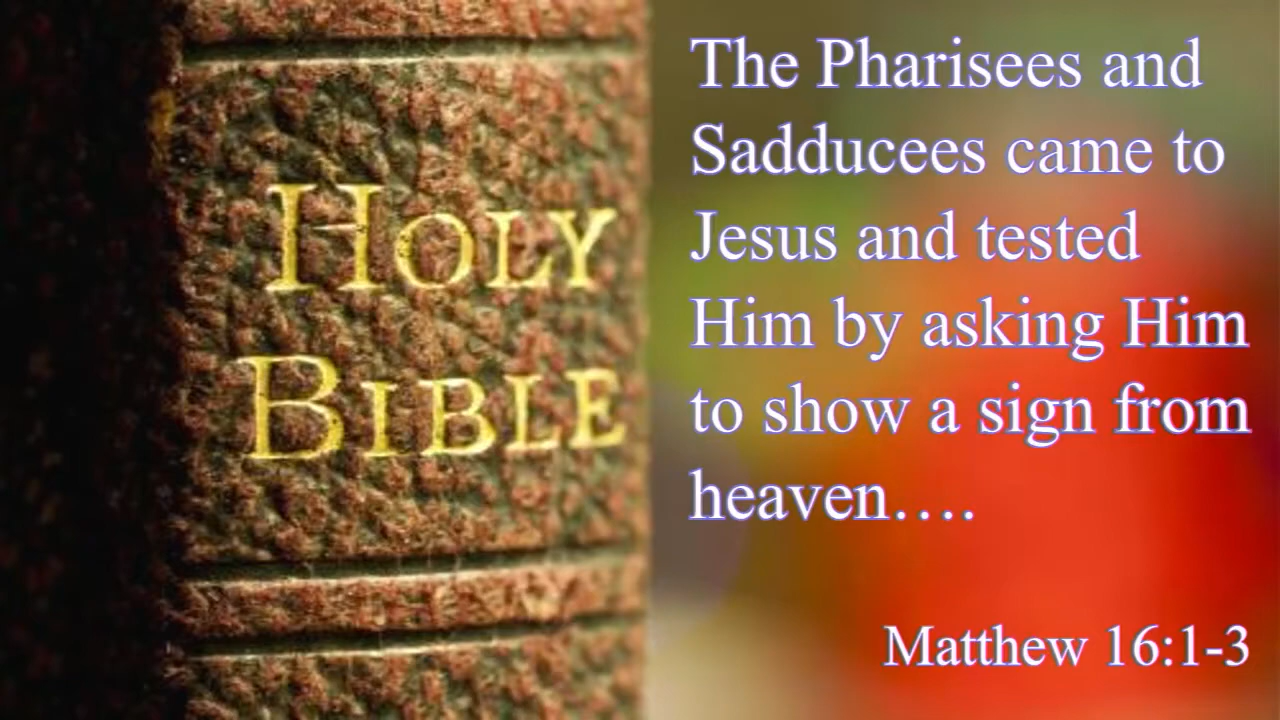 HOLY
BIBLE
The Pharisees and
Sadducees came to
Jesus and tested
Him by asking Him
to show a sign from
heaven….
Matthew 16:1-3